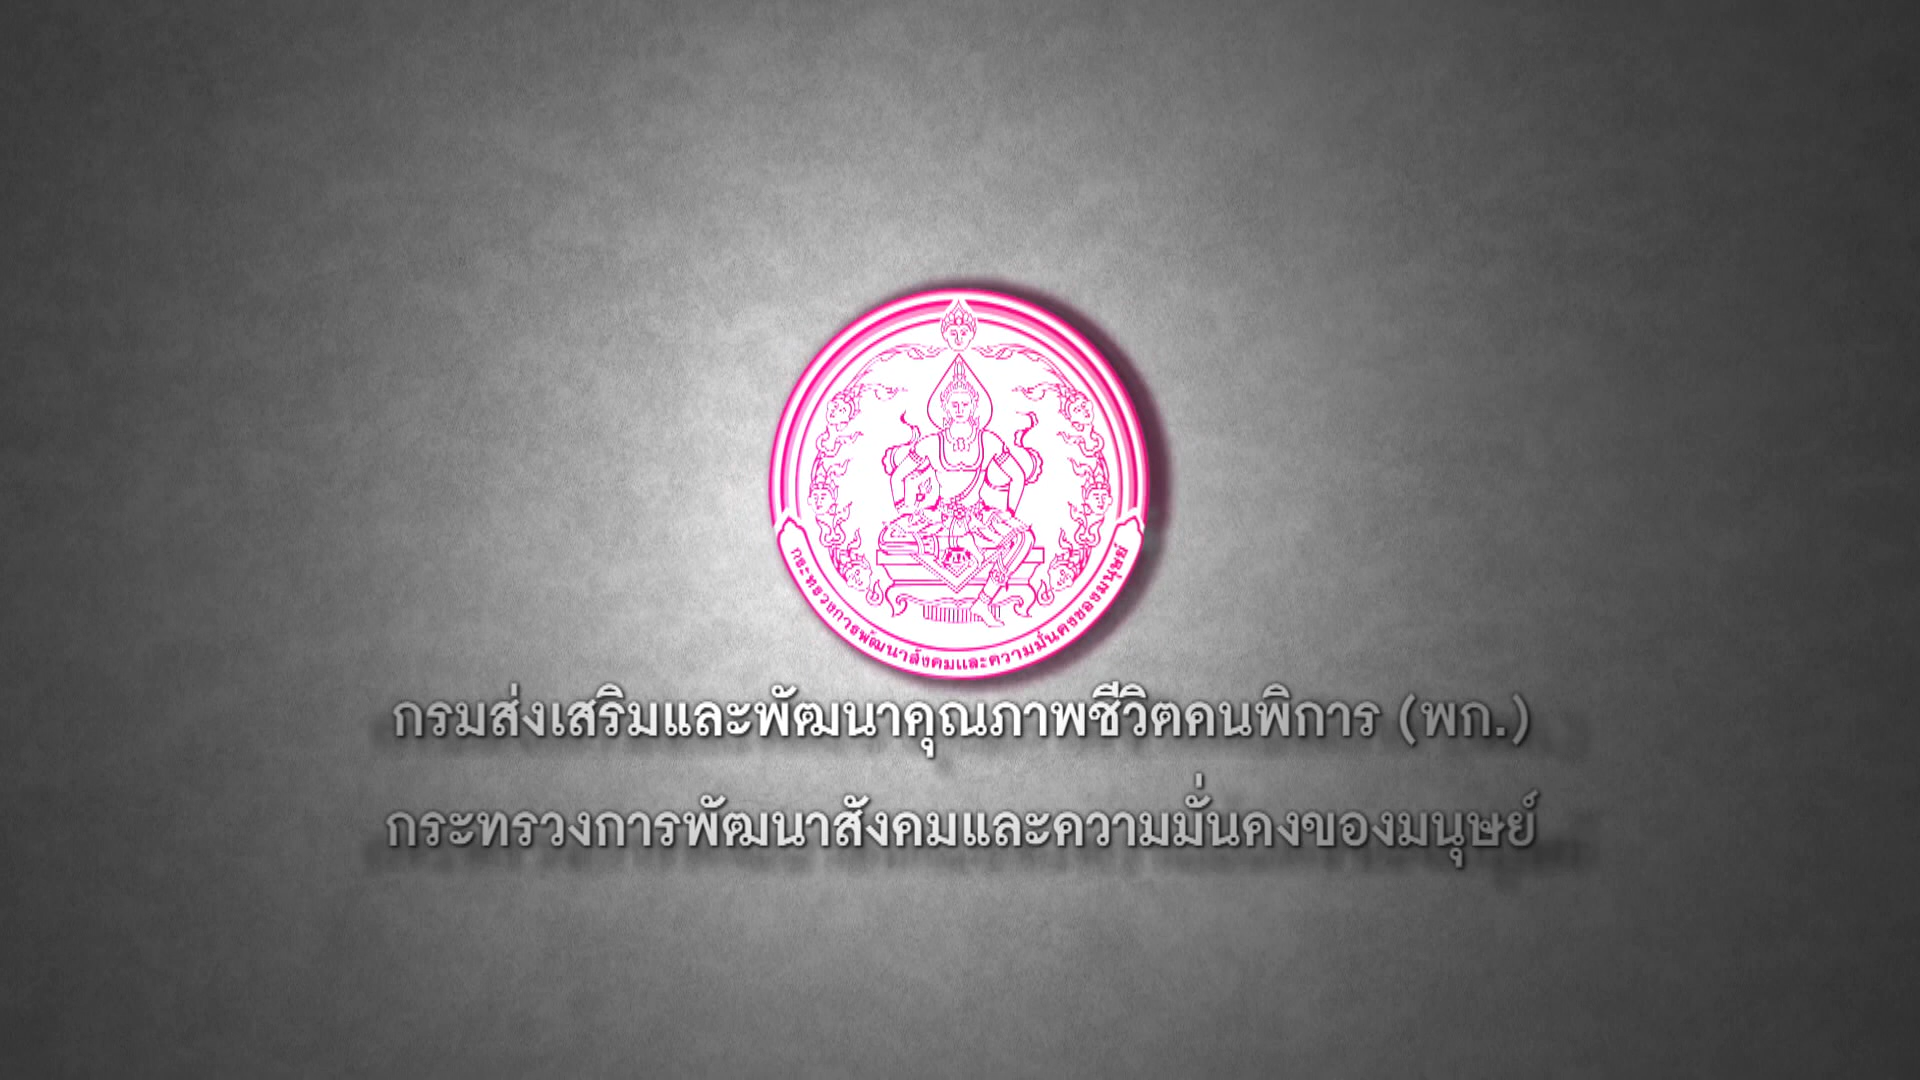 กระทรวงการพัฒนาสังคมและความมั่นคงของมนุษย์
กรมส่งเสริมและพัฒนาคุณภาพชีวิตคนพิการ (พก.)
กระทรวงการพัฒนาสังคมและความมั่นคงของมนุษย์